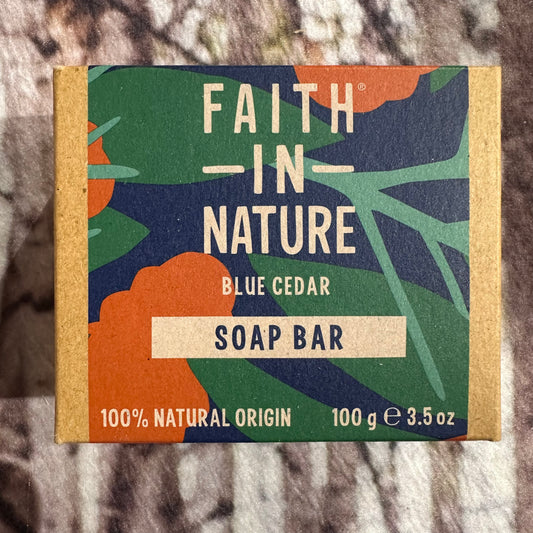 FAITH®
IN
NATURE
BLUE CEDAR
SOAP BAR
100% NATURAL ORIGIN 100 g ℮ 3.5 oz